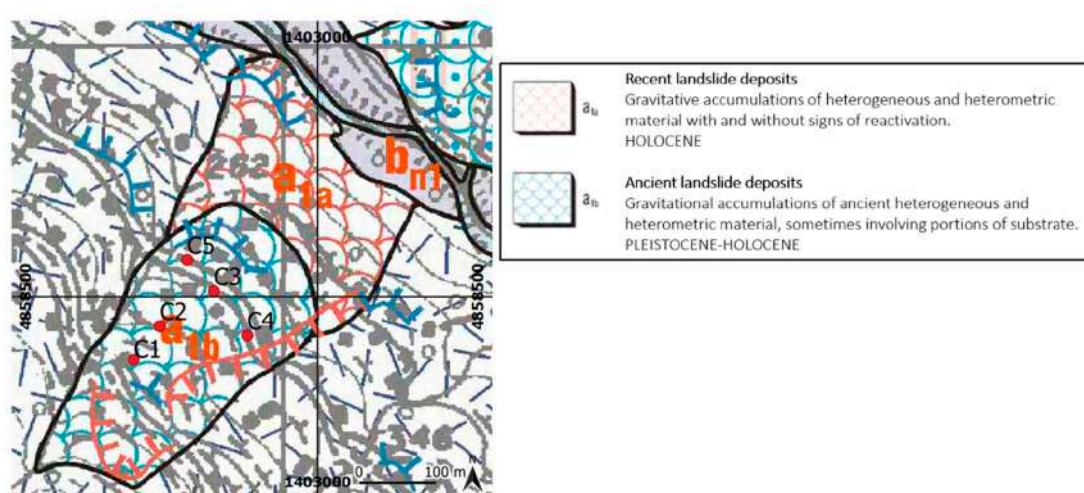 1403000
262
a1a
bn1
C5
C3
C2
C4
a1b
C1
4858500
4858500
346
N
0 100 m
1403000
Recent landslide deposits
a1a
Gravitative accumulations of heterogeneous and heterometric
material with and without signs of reactivation.
HOLOCENE
Ancient landslide deposits
a1b
Gravitational accumulations of ancient heterogeneous and
heterometric material, sometimes involving portions of substrate.
PLEISTOCENE-HOLOCENE